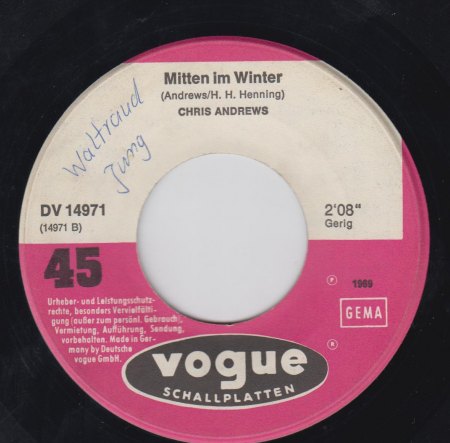 Mitten im Winter
(Andrews/H. H. Henning)
CHRIS ANDREWS
Waltraud
Jung
DV 14971
(14971 B)
2'08"
Gerig
45
Urheber- und Leistungsschutz-
rechte, besonders Vervielfälti-
gung (außer zum persönl. Gebrauch)
Vermietung, Aufführung, Sendung,
vorbehalten. Made in Ger-
many by Deutsche
vogue GmbH.
P 1969
GEMA
R
vogue
SCHALLPLATTEN